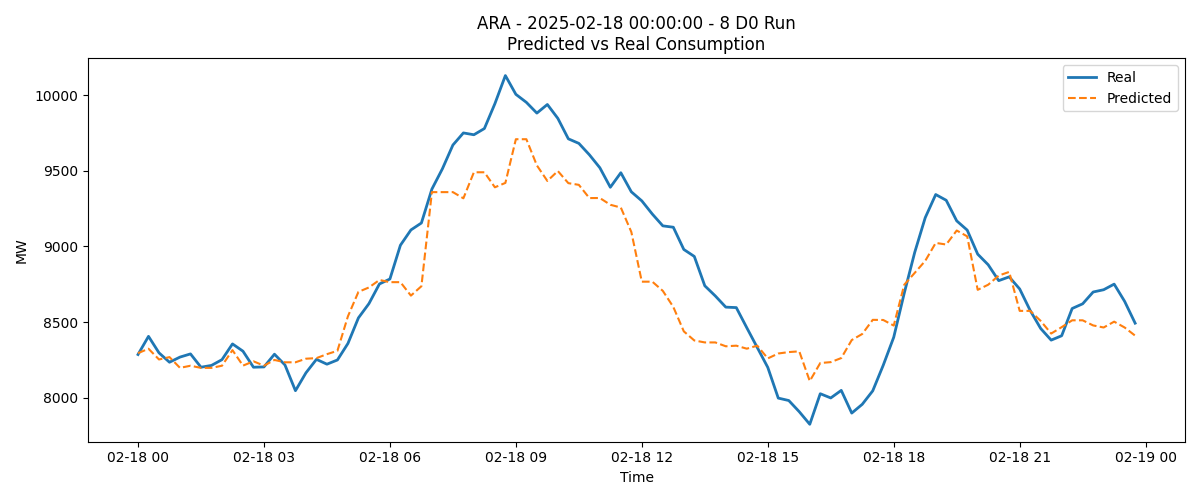 ARA - 2025-02-18 00:00:00 - 8 D0 Run
Predicted vs Real Consumption
Real
Predicted
10000
9500
9000
8500
8000
MW
02-18 00
02-18 03
02-18 06
02-18 09
02-18 12
02-18 15
02-18 18
02-18 21
02-19 00
Time